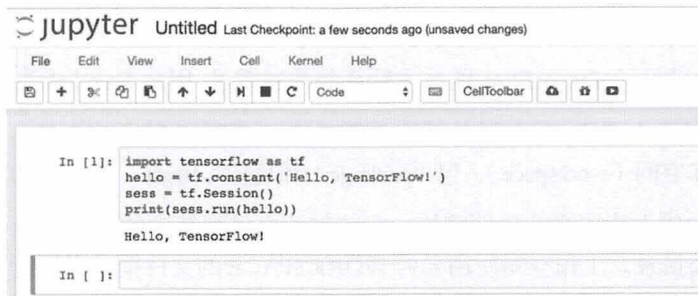 jupyter Untitled Last Checkpoint: a few seconds ago (unsaved changes)
File Edit View Insert Cell Kernel Help
Code CellToolbar
In [1]: import tensorflow as tf
hello = tf.constant('Hello, TensorFlow!')
sess = tf.Session()
print(sess.run(hello))
Hello, TensorFlow!
In [ ]: